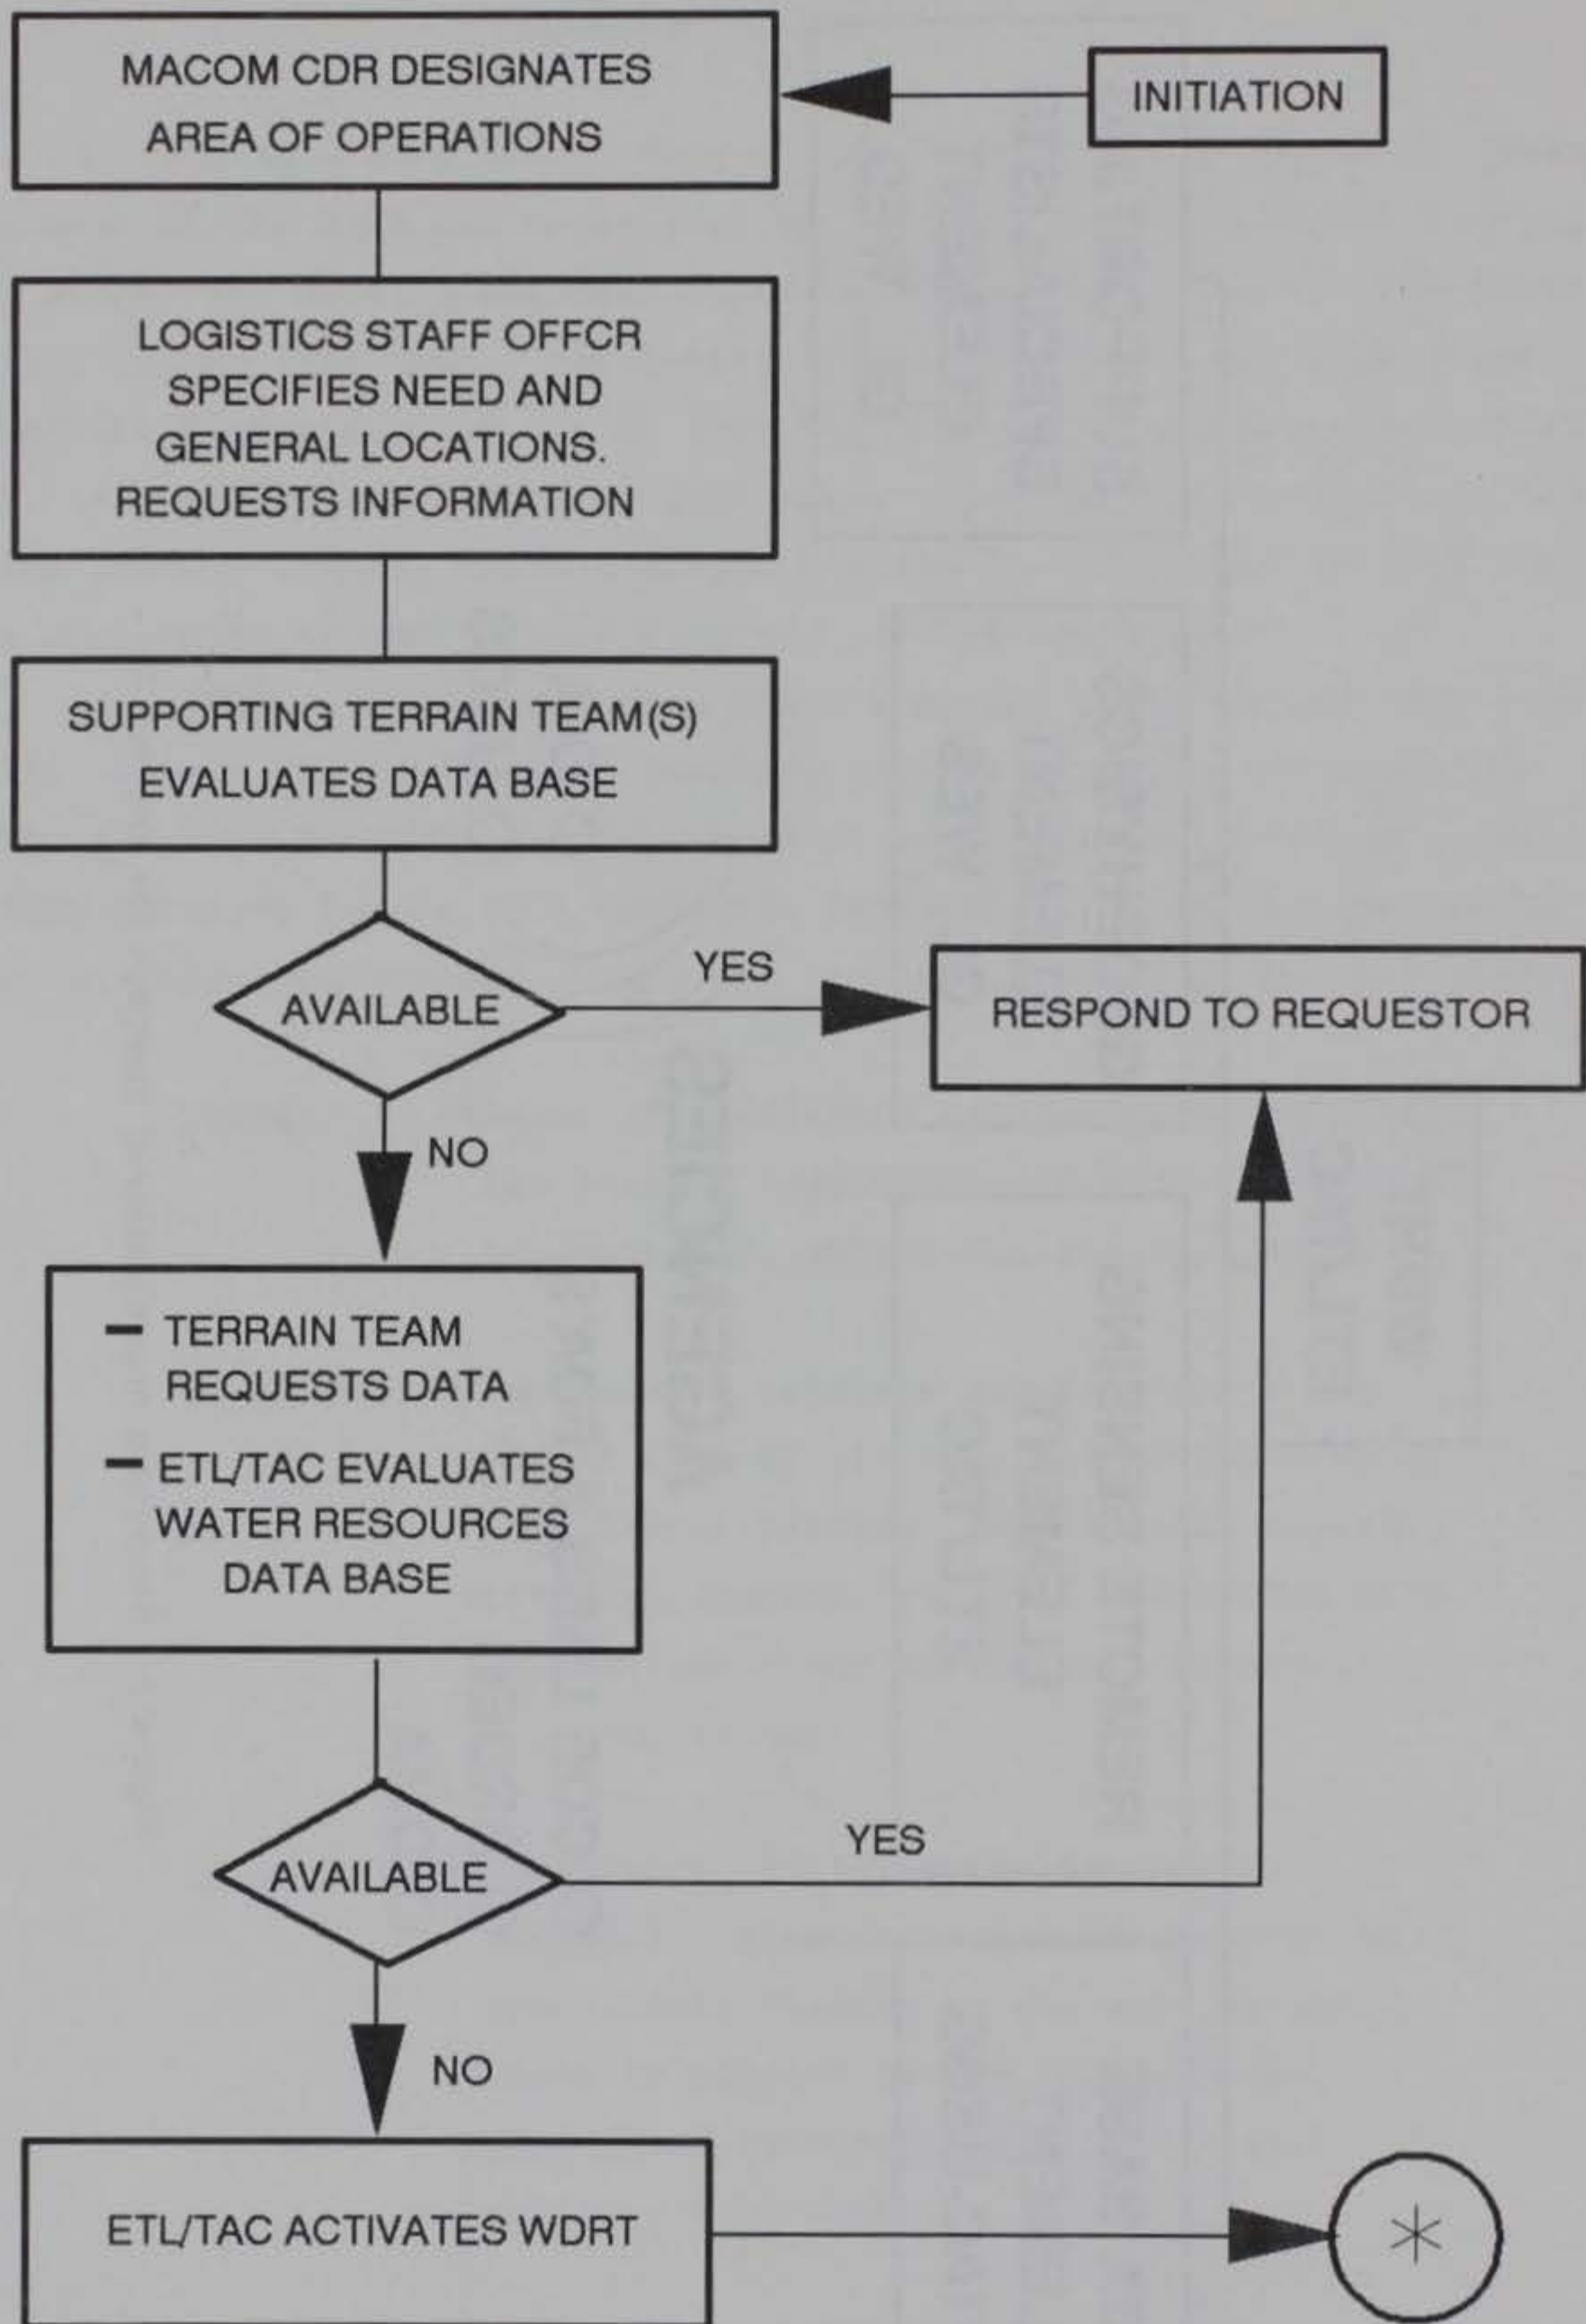 MACOM CDR DESIGNATES
AREA OF OPERATIONS
INITIATION
LOGISTICS STAFF OFFCR
SPECIFIES NEED AND
GENERAL LOCATIONS.
REQUESTS INFORMATION
SUPPORTING TERRAIN TEAM(S)
EVALUATES DATA BASE
AVAILABLE
YES
RESPOND TO REQUESTOR
NO
– TERRAIN TEAM
REQUESTS DATA
– ETL/TAC EVALUATES
WATER RESOURCES
DATA BASE
AVAILABLE
YES
NO
ETL/TAC ACTIVATES WDRT
*